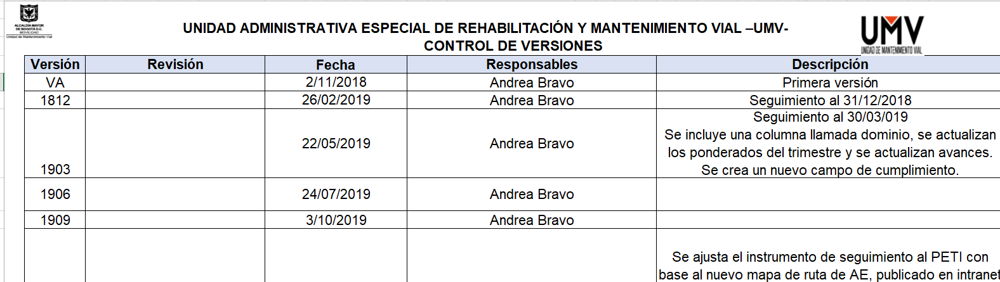 ALCALDÍA MAYOR
DE BOGOTÁ D.C.
MOVILIDAD
Unidad de Mantenimiento Vial
UNIDAD ADMINISTRATIVA ESPECIAL DE REHABILITACIÓN Y MANTENIMIENTO VIAL –UMV-
CONTROL DE VERSIONES
UMV
UNIDAD DE MANTENIMIENTO VIAL
Versión Revisión Fecha Responsables Descripción
VA 2/11/2018 Andrea Bravo Primera versión
1812 26/02/2019 Andrea Bravo Seguimiento al 31/12/2018
1903 22/05/2019 Andrea Bravo Seguimiento al 30/03/019
Se incluye una columna llamada dominio, se actualizan
los ponderados del trimestre y se actualizan avances.
Se crea un nuevo campo de cumplimiento.
1906 24/07/2019 Andrea Bravo
1909 3/10/2019 Andrea Bravo
Se ajusta el instrumento de seguimiento al PETI con
base al nuevo mapa de ruta de AE, publicado en intranet